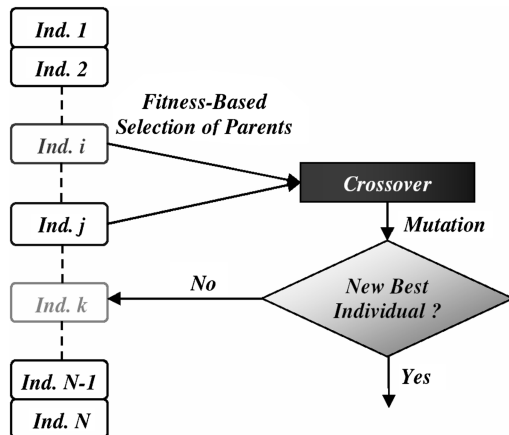 Ind. 1
Ind. 2
Fitness-Based
Selection of Parents
Ind. i
Crossover
Ind. j
Mutation
New Best
Individual ?
No
Ind. k
Yes
Ind. N-1
Ind. N